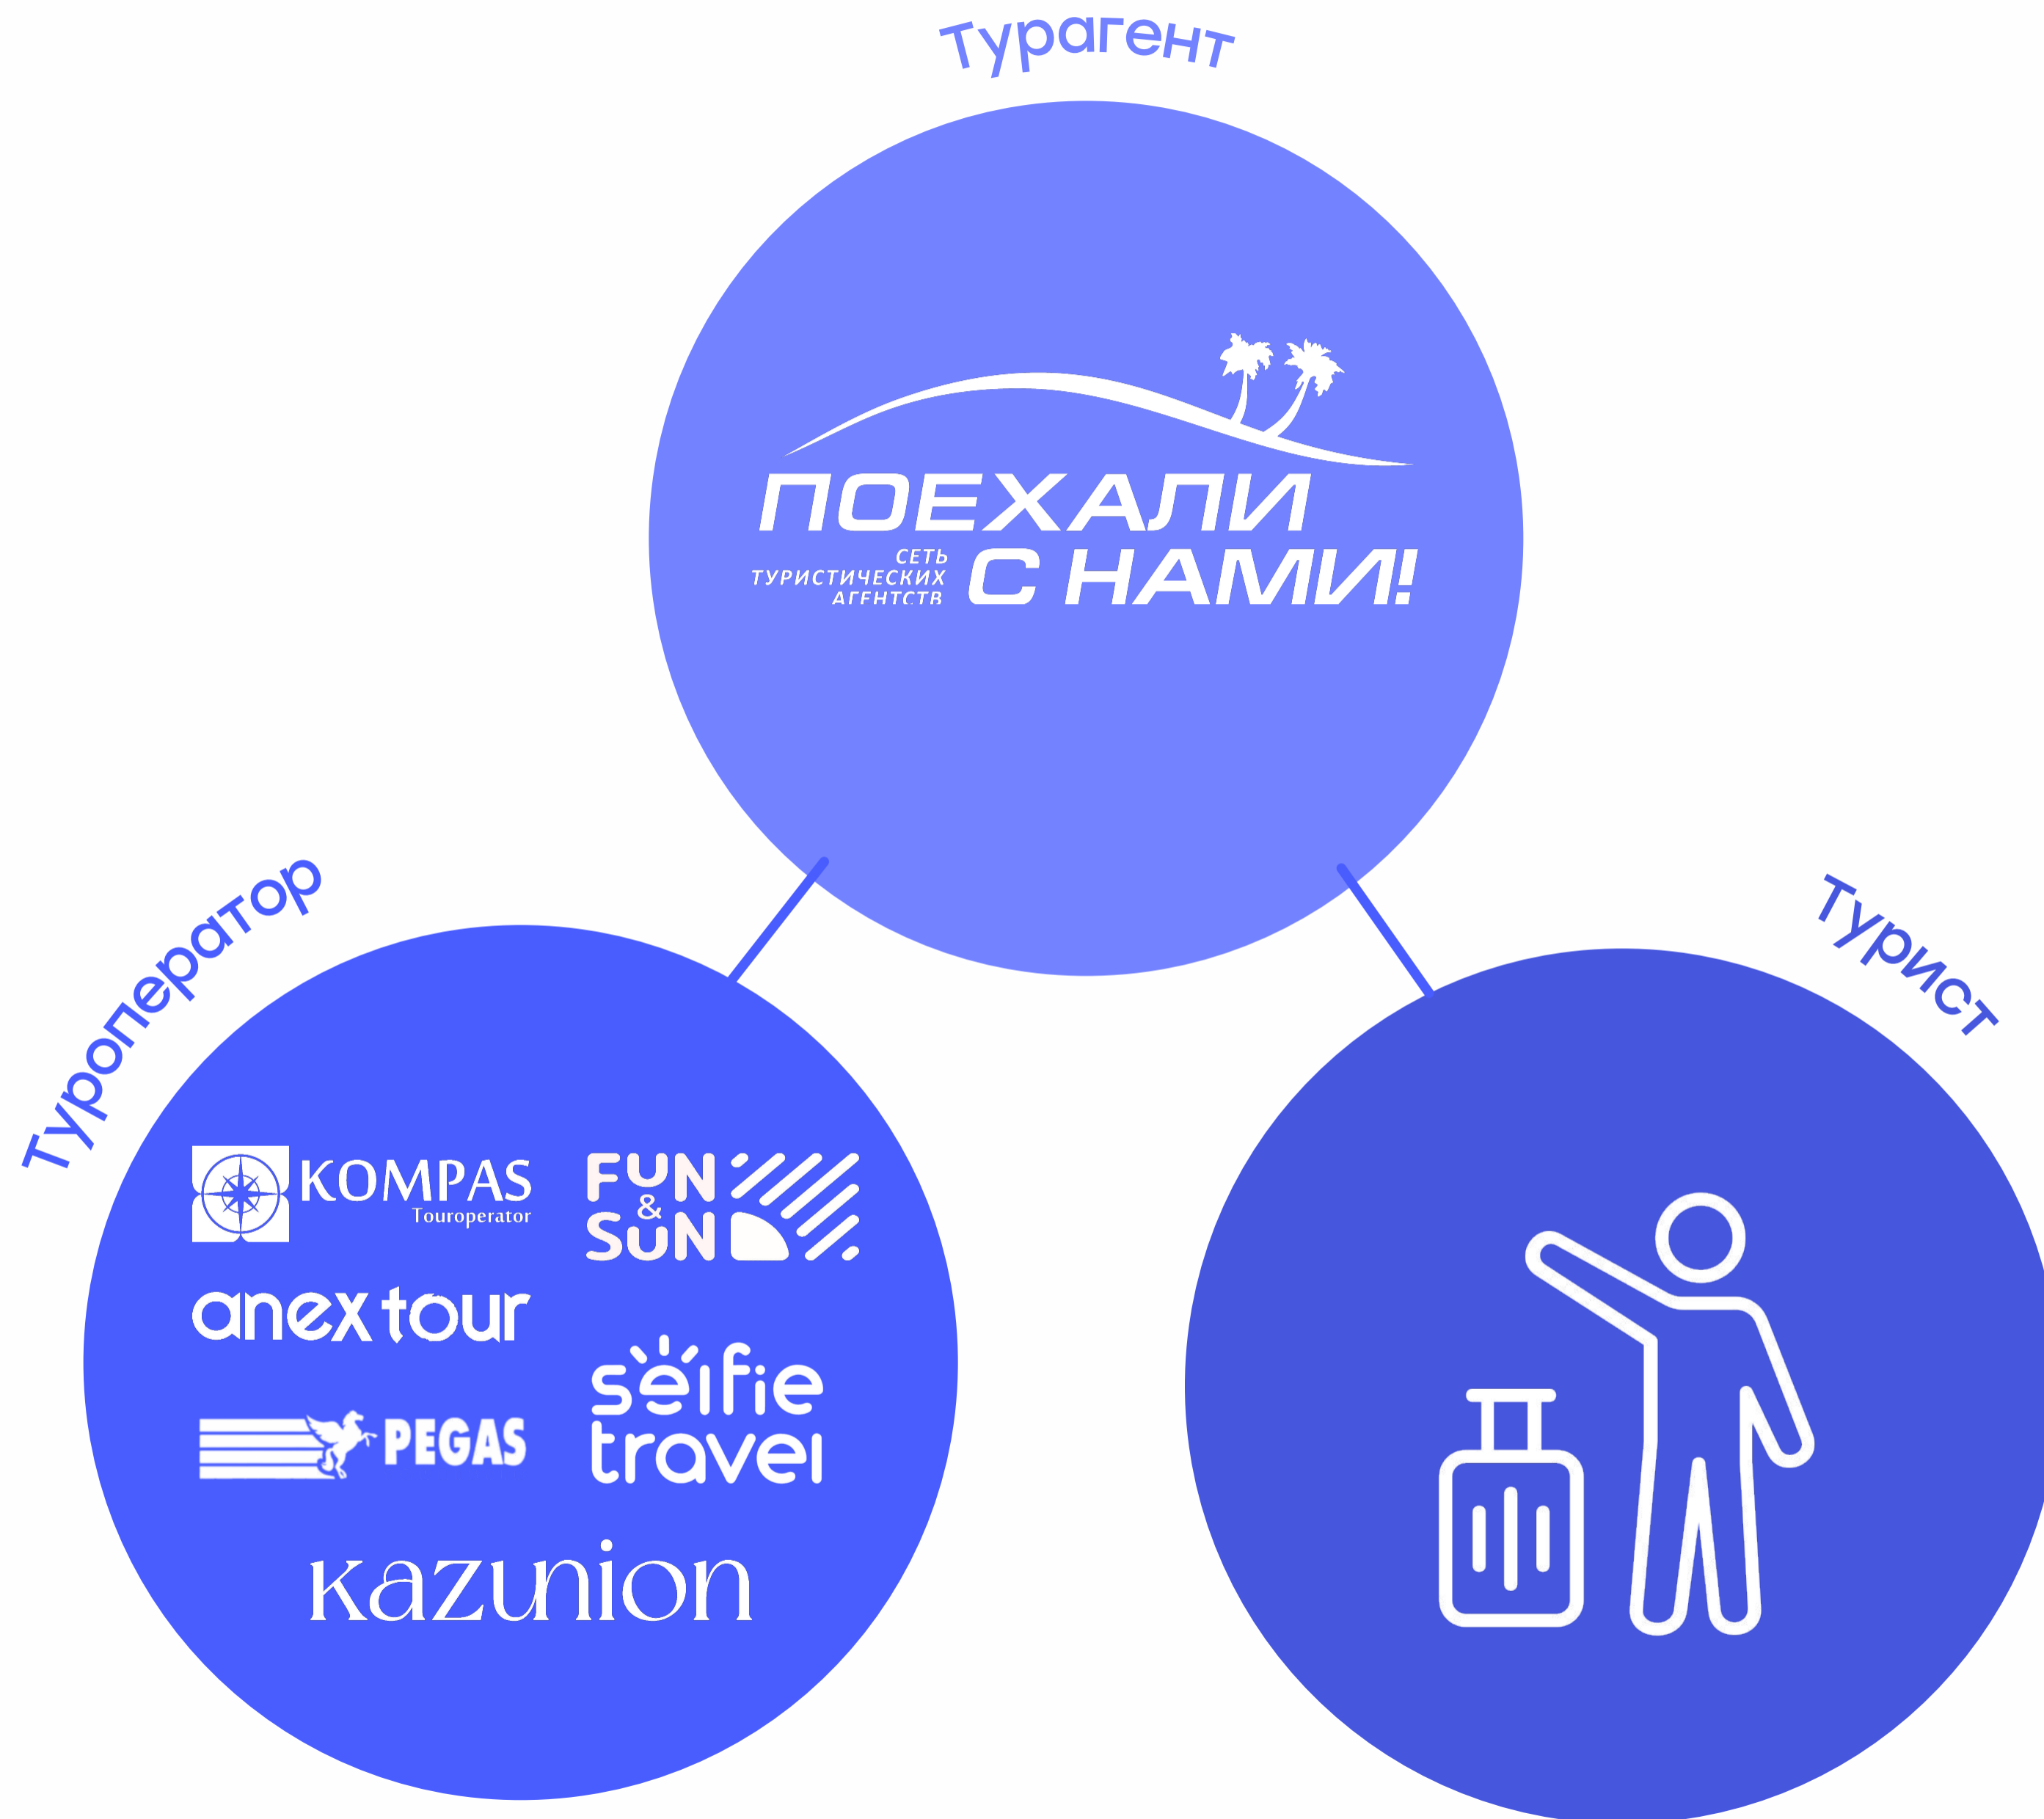 Турагент
ПОЕХАЛИ
С НАМИ!
СЕТЬ
ТУРИСТИЧЕСКИХ
АГЕНТСТВ
Туроператор
KOMPAS
Touroperator
FUN
&
SUN
anex tour
selfie
travel
PEGAS
kazunion
Турист